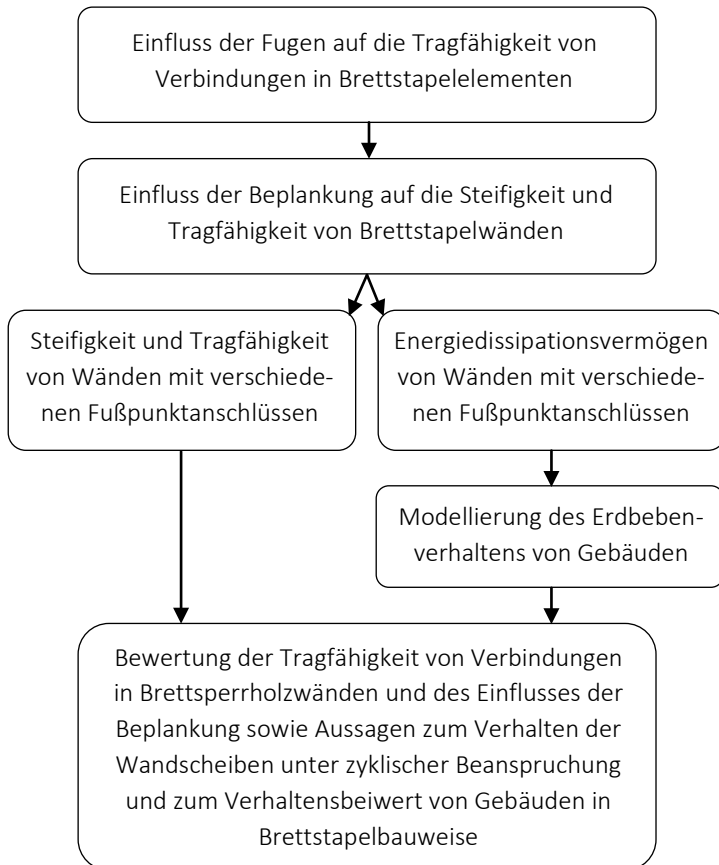 Einfluss der Fugen auf die Tragfähigkeit von
Verbindungen in Brettstapelelementen
Einfluss der Beplankung auf die Steifigkeit und
Tragfähigkeit von Brettstapelwänden
Steifigkeit und Tragfähigkeit
von Wänden mit verschiede-
nen Fußpunktanschlüssen
Energiedissipationsvermögen
von Wänden mit verschiede-
nen Fußpunktanschlüssen
Modellierung des Erdbeben-
verhaltens von Gebäuden
Bewertung der Tragfähigkeit von Verbindungen
in Brettsperrholzwänden und des Einflusses der
Beplankung sowie Aussagen zum Verhalten der
Wandscheiben unter zyklischer Beanspruchung
und zum Verhaltensbeiwert von Gebäuden in
Brettstapelbauweise